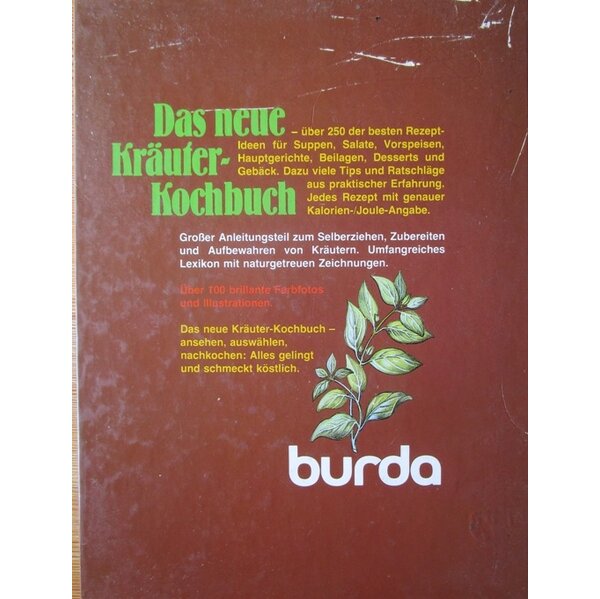 Das neue
Kräuter-
Kochbuch
– über 250 der besten Rezept-
Ideen für Suppen, Salate, Vorspeisen,
Hauptgerichte, Beilagen, Desserts und
Gebäck. Dazu viele Tips und Ratschläge
aus praktischer Erfahrung.
Jedes Rezept mit genauer
Kalorien-/Joule-Angabe.
Großer Anleitungsteil zum Selberziehen, Zubereiten
und Aufbewahren von Kräutern. Umfangreiches
Lexikon mit naturgetreuen Zeichnungen.
Über 100 brillante Farbfotos
und Illustrationen.
Das neue Kräuter-Kochbuch –
ansehen, auswählen,
nachkochen: Alles gelingt
und schmeckt köstlich.
burda